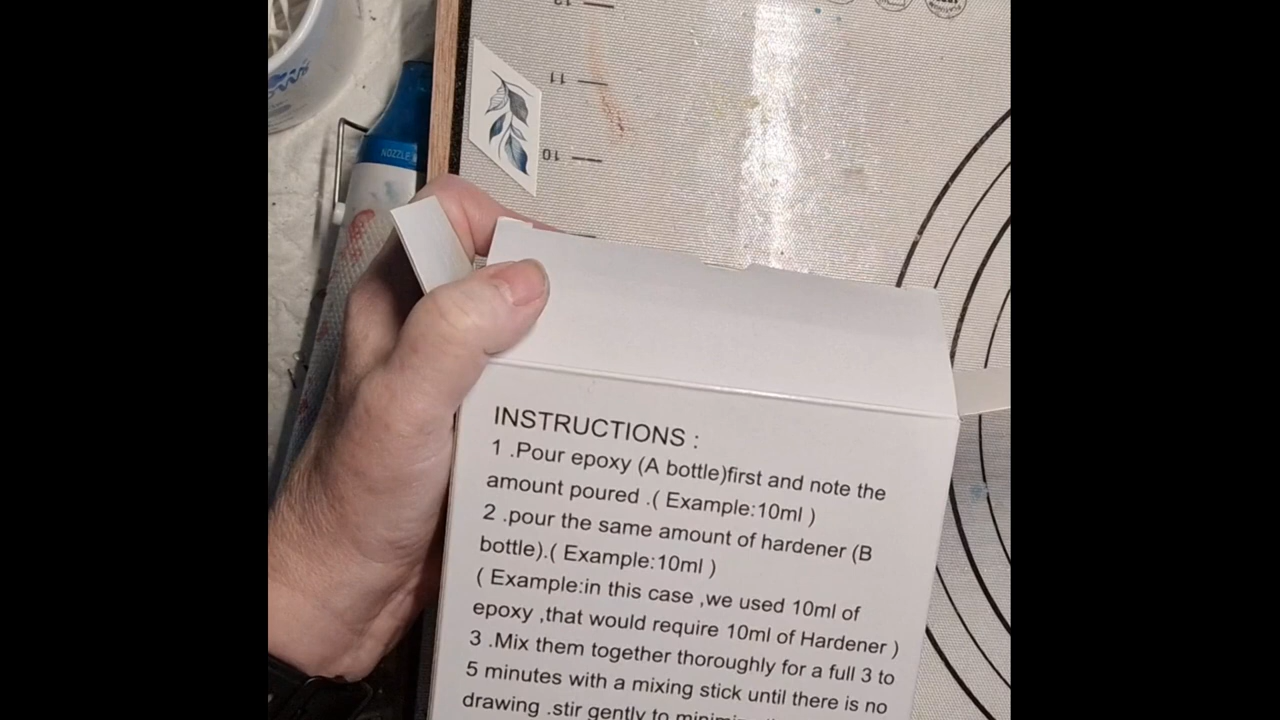 12
11
10
NOZZLE
INSTRUCTIONS :
1 .Pour epoxy (A bottle)first and note the
amount poured .( Example:10ml )
2 .pour the same amount of hardener (B
bottle).( Example:10ml )
( Example:in this case ,we used 10ml of
epoxy ,that would require 10ml of Hardener )
3 .Mix them together thoroughly for a full 3 to
5 minutes with a mixing stick until there is no
drawing .stir gently to